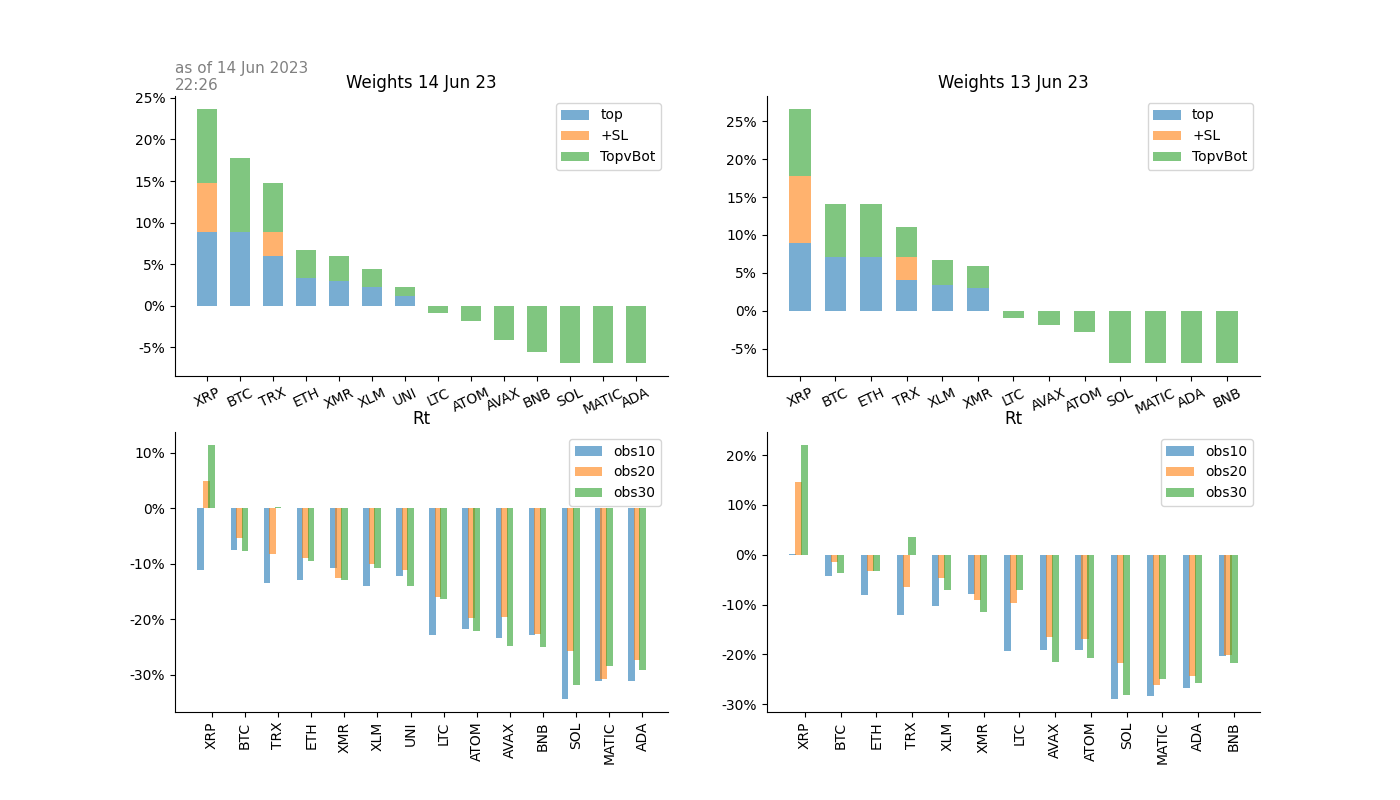 as of 14 Jun 2023
22:26
Weights 14 Jun 23
25%
20%
15%
10%
5%
0%
-5%
top
+SL
TopvBot
XRP BTC TRX ETH XMR XLM UNI LTC ATOM AVAX BNB SOL MATIC ADA
Weights 13 Jun 23
25%
20%
15%
10%
5%
0%
-5%
top
+SL
TopvBot
XRP BTC ETH TRX XLM XMR LTC AVAX ATOM SOL MATIC ADA BNB
Rt
10%
0%
-10%
-20%
-30%
obs10
obs20
obs30
XRP BTC TRX ETH XMR XLM UNI LTC ATOM AVAX BNB SOL MATIC ADA
Rt
20%
10%
0%
-10%
-20%
-30%
obs10
obs20
obs30
XRP BTC ETH TRX XLM XMR LTC AVAX ATOM SOL MATIC ADA BNB